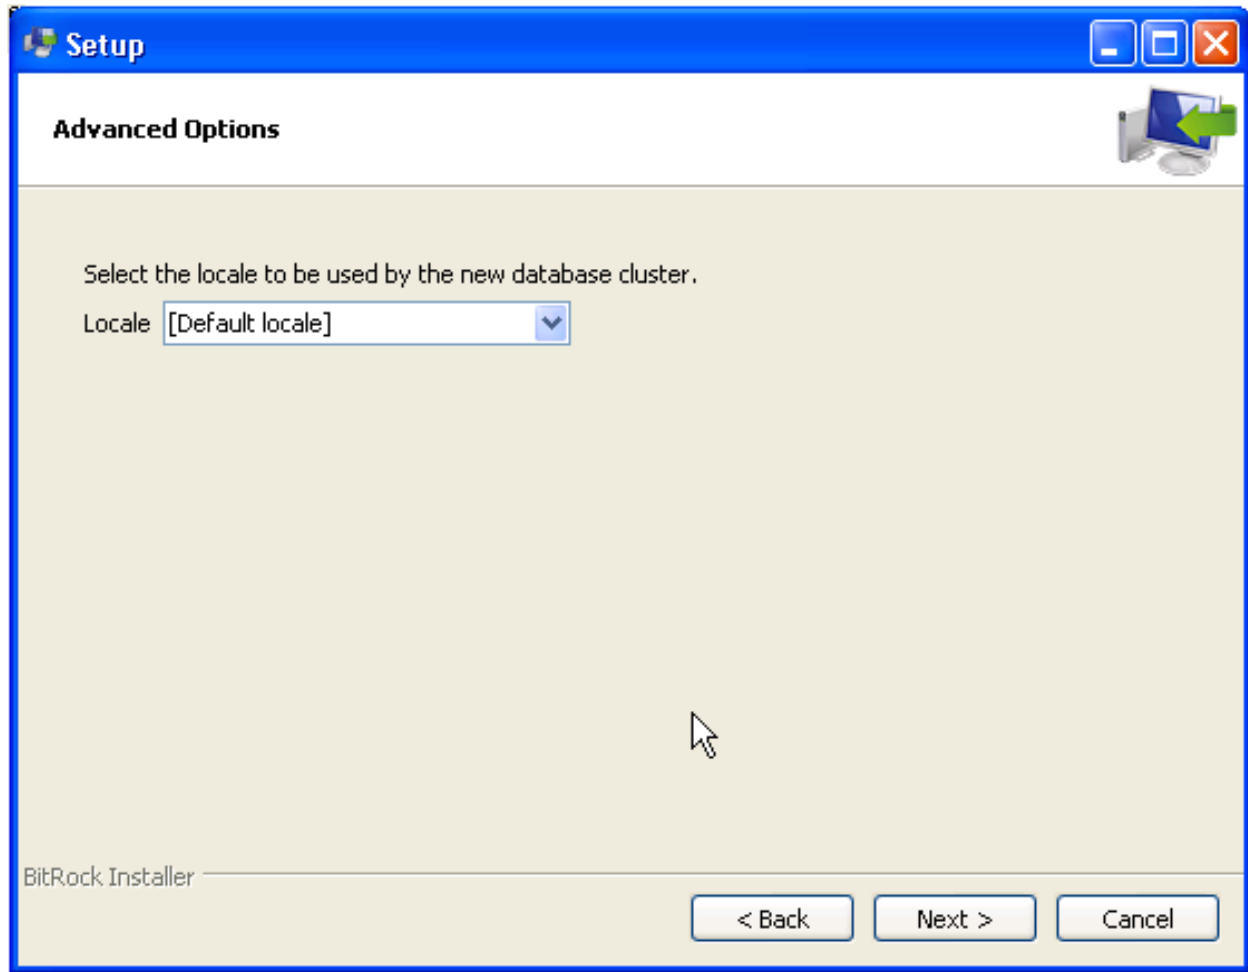 Setup
Advanced Options
Select the locale to be used by the new database cluster.
Locale [Default locale]
BitRock Installer
< Back Next > Cancel